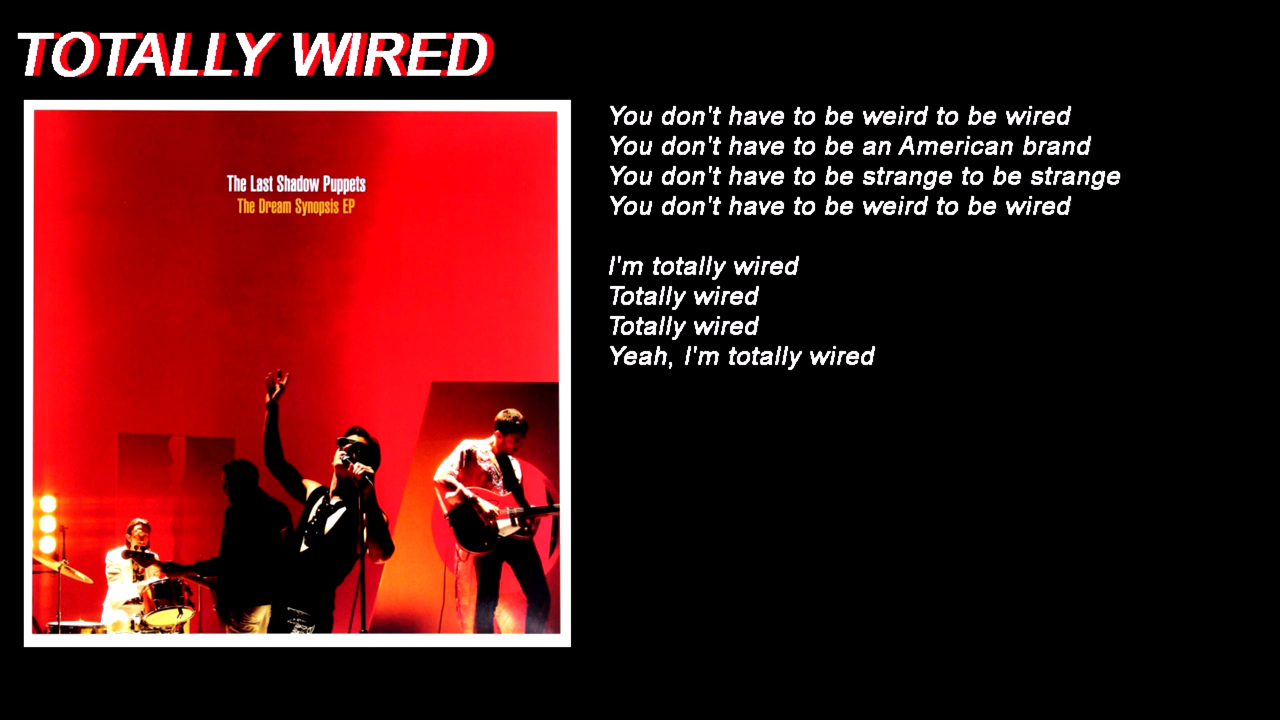 TOTALLY WIRED
The Last Shadow Puppets
The Dream Synopsis EP
You don't have to be weird to be wired
You don't have to be an American brand
You don't have to be strange to be strange
You don't have to be weird to be wired
I'm totally wired
Totally wired
Totally wired
Yeah, I'm totally wired